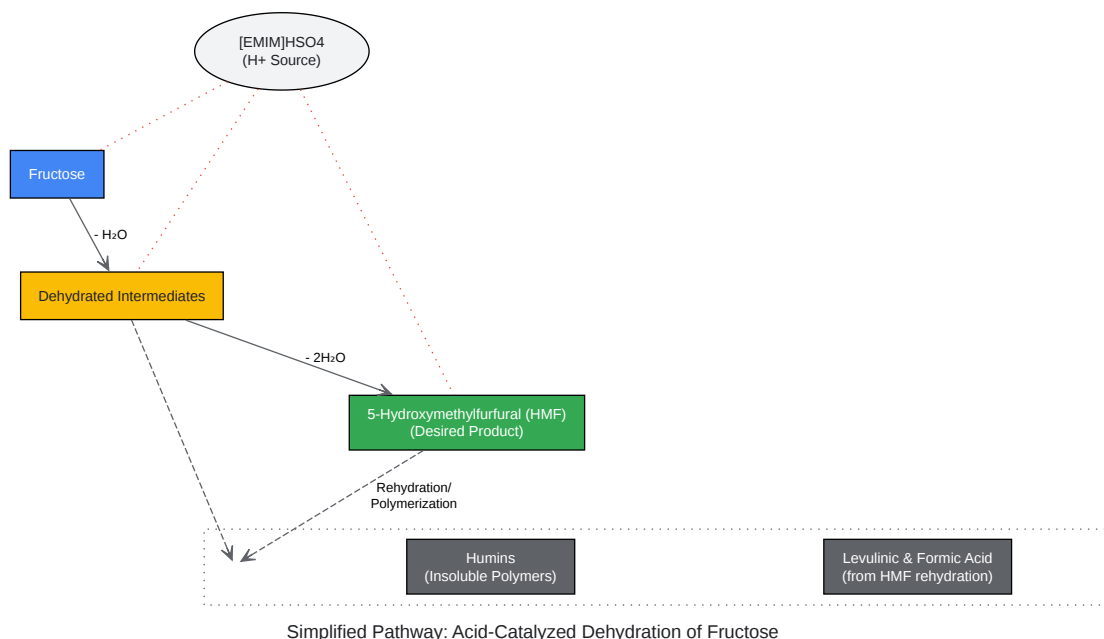 [EMIM]HSO4
(H+ Source)
Fructose
- H₂O
Dehydrated Intermediates
- 2H₂O
5-Hydroxymethylfurfural (HMF)
(Desired Product)
Rehydration/
Polymerization
Humins
(Insoluble Polymers)
Levulinic & Formic Acid
(from HMF rehydration)
Simplified Pathway: Acid-Catalyzed Dehydration of Fructose